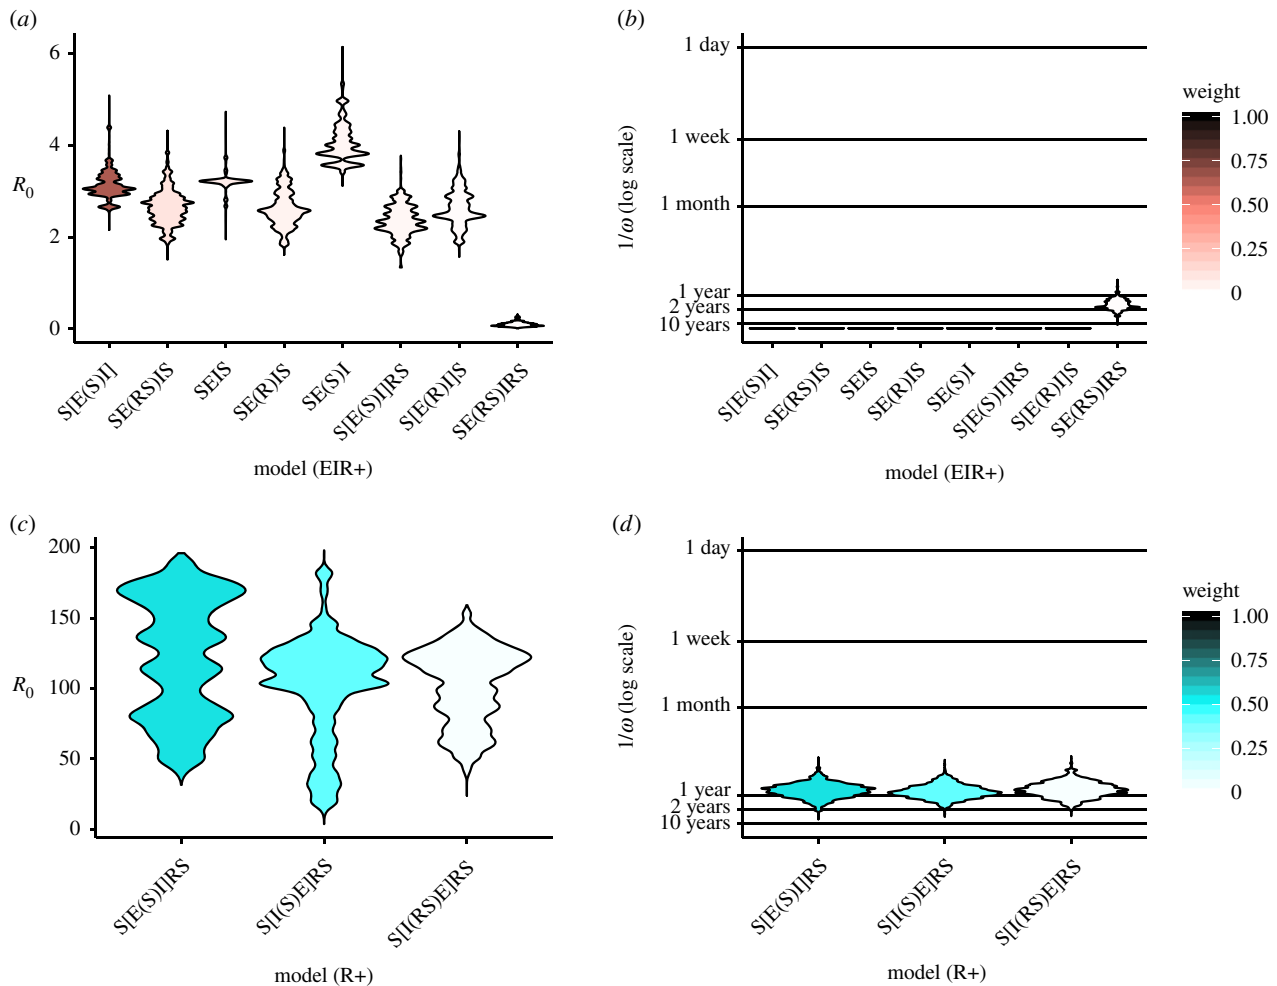 (a)
6
4
2
0
R0
S[E(S)I]
SE(RS)IS
SEIS
SE(R)IS
SE(S)I
S[E(S)I]RS
S[E(R)I]S
SE(RS)IRS
model (EIR+)
(b)
1 day
1 week
1 month
1 year
2 years
10 years
1/ω (log scale)
S[E(S)I]
SE(RS)IS
SEIS
SE(R)IS
SE(S)I
S[E(S)I]RS
S[E(R)I]S
SE(RS)IRS
model (EIR+)
weight
1.00
0.75
0.50
0.25
0
(c)
200
150
100
50
0
R0
S[E(S)I]RS
S[I(S)E]RS
S[I(RS)E]RS
model (R+)
(d)
1 day
1 week
1 month
1 year
2 years
10 years
1/ω (log scale)
S[E(S)I]RS
S[I(S)E]RS
S[I(RS)E]RS
model (R+)
weight
1.00
0.75
0.50
0.25
0